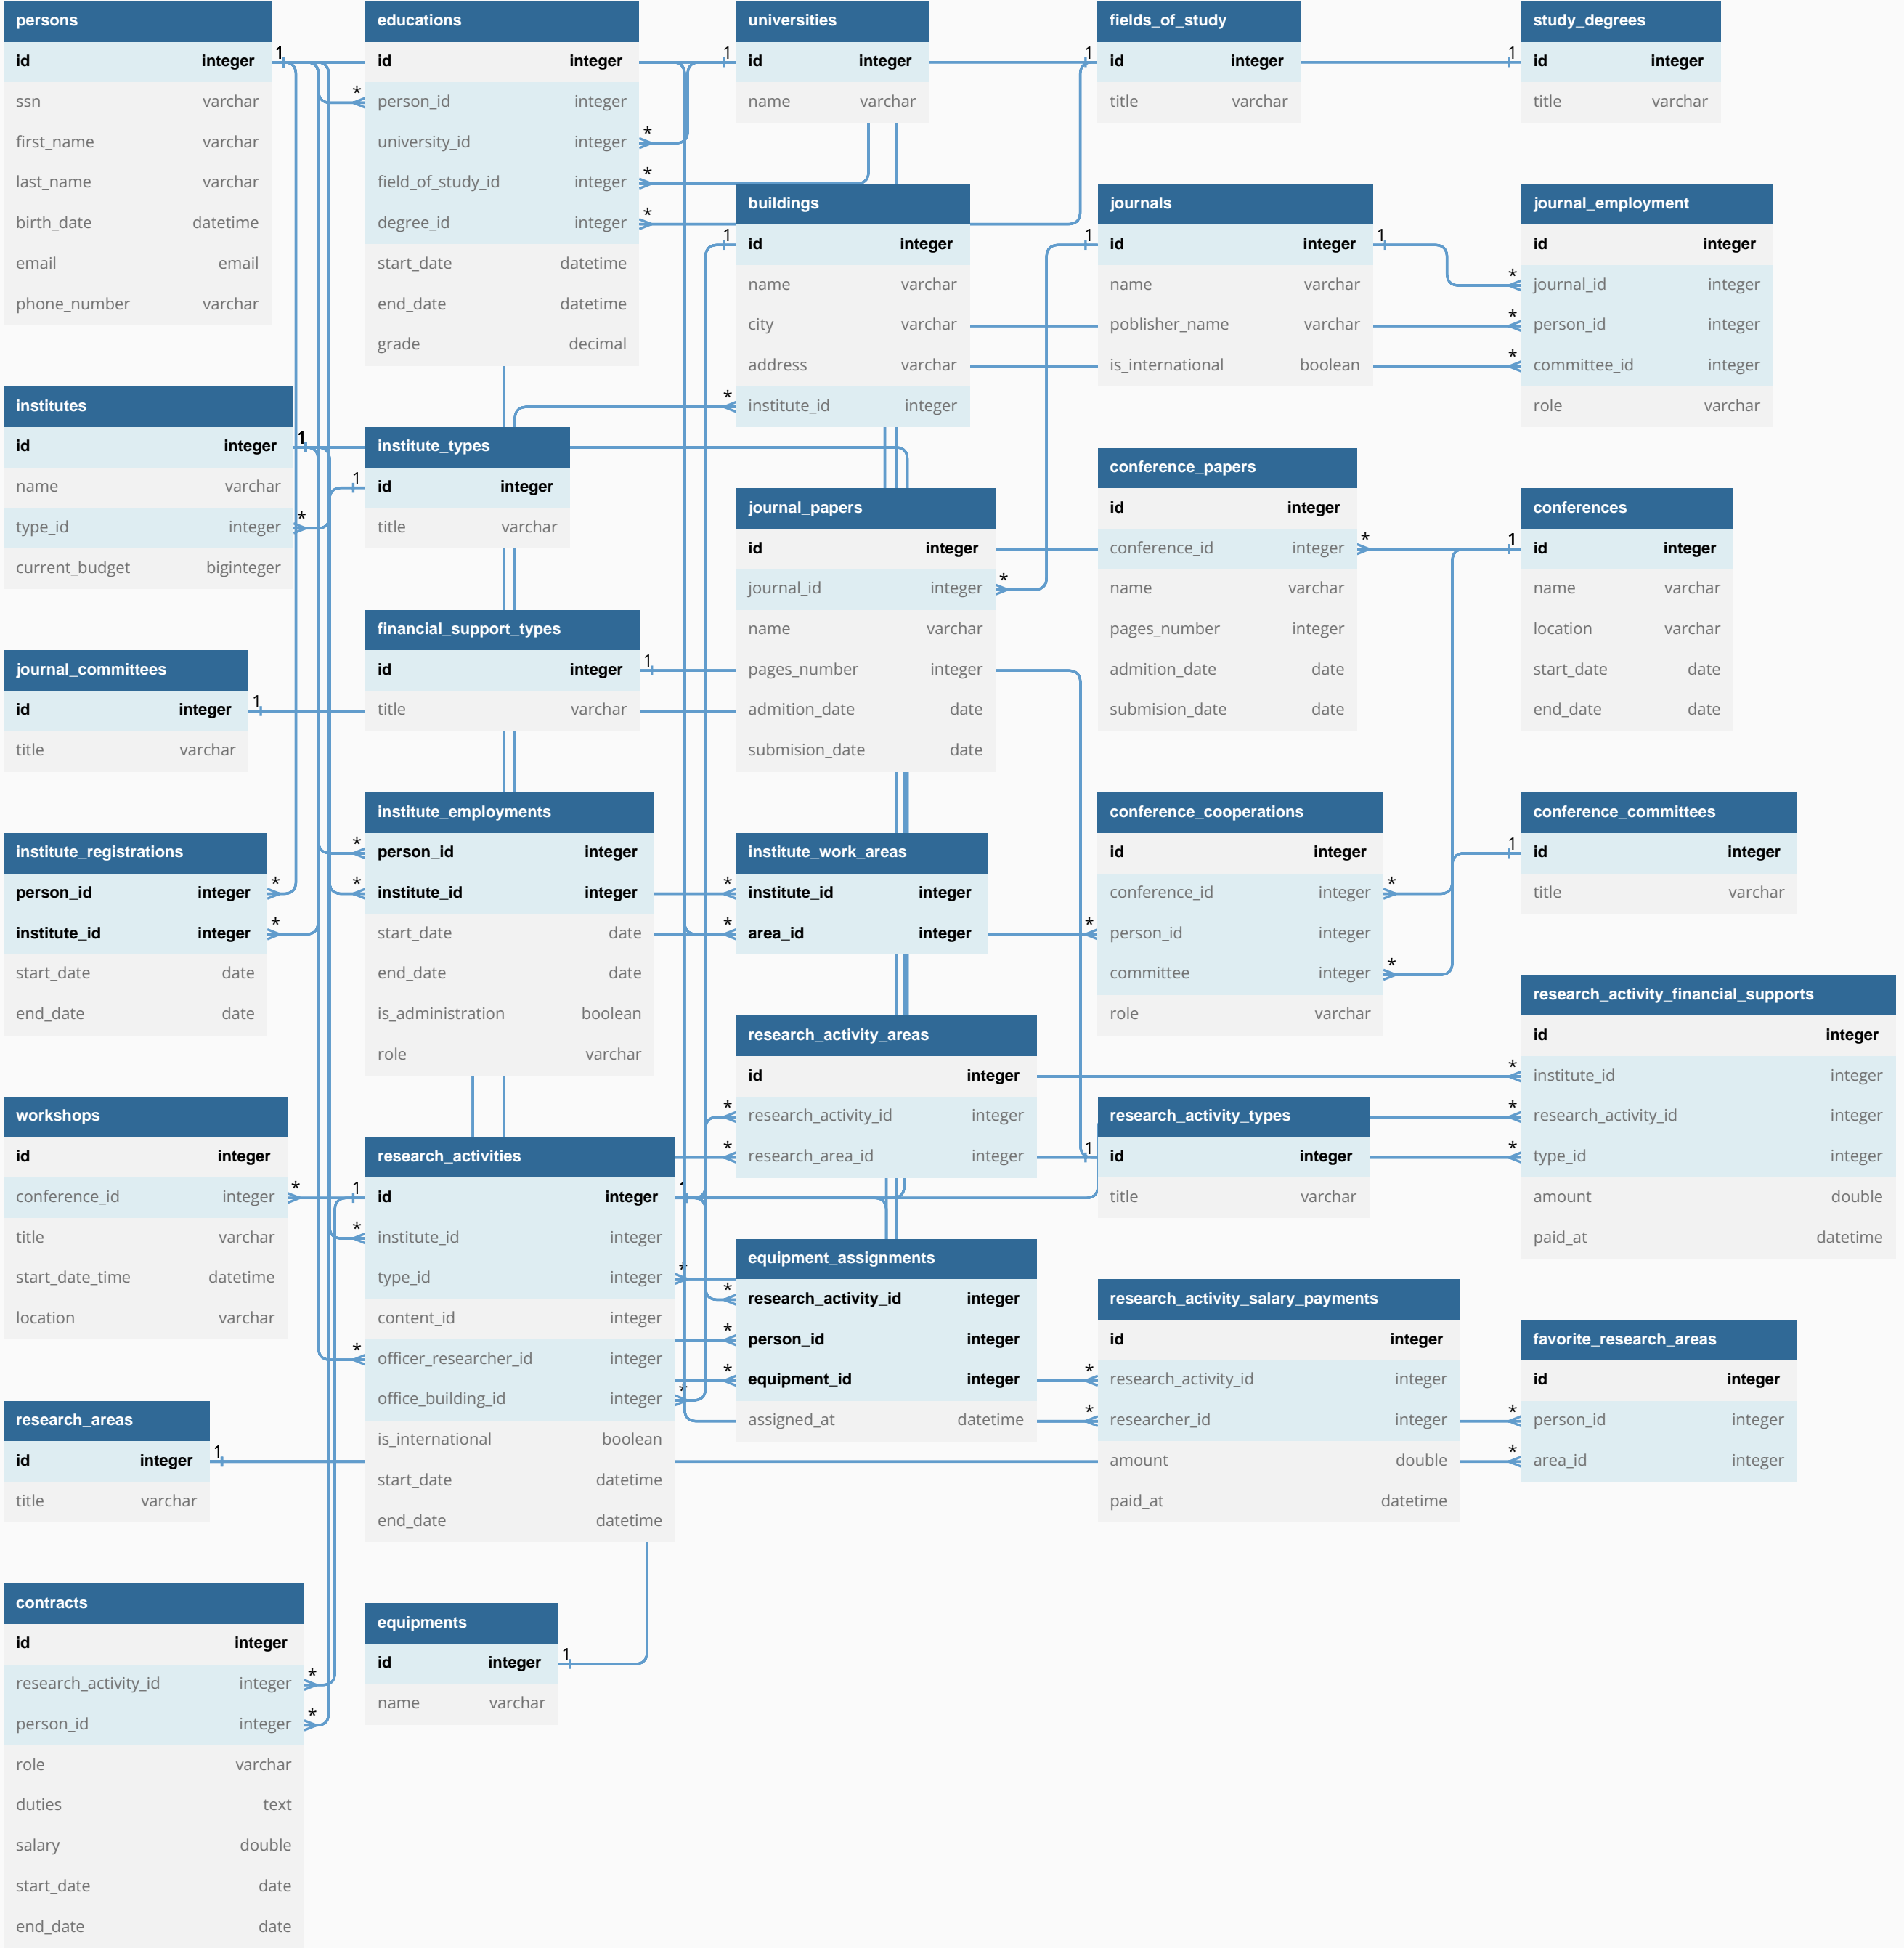 persons
id integer
ssn varchar
first_name varchar
last_name varchar
birth_date datetime
email email
phone_number varchar
educations
id integer
person_id integer
university_id integer
field_of_study_id integer
degree_id integer
start_date datetime
end_date datetime
grade decimal
universities
id integer
name varchar
fields_of_study
id integer
title varchar
study_degrees
id integer
title varchar
buildings
id integer
name varchar
city varchar
address varchar
institute_id integer
journals
id integer
name varchar
poblisher_name varchar
is_international boolean
journal_employment
id integer
journal_id integer
person_id integer
committee_id integer
role varchar
institutes
id integer
name varchar
type_id integer
current_budget biginteger
institute_types
id integer
title varchar
journal_papers
id integer
journal_id integer
name varchar
pages_number integer
admition_date date
submision_date date
conference_papers
id integer
conference_id integer
name varchar
pages_number integer
admition_date date
submision_date date
conferences
id integer
name varchar
location varchar
start_date date
end_date date
journal_committees
id integer
title varchar
financial_support_types
id integer
title varchar
institute_registrations
person_id integer
institute_id integer
start_date date
end_date date
institute_employments
person_id integer
institute_id integer
start_date date
end_date date
is_administration boolean
role varchar
institute_work_areas
institute_id integer
area_id integer
conference_cooperations
id integer
conference_id integer
person_id integer
committee integer
role varchar
conference_committees
id integer
title varchar
research_activity_areas
id integer
research_activity_id integer
research_area_id integer
research_activity_types
id integer
title varchar
research_activity_financial_supports
id integer
institute_id integer
research_activity_id integer
type_id integer
amount double
paid_at datetime
workshops
id integer
conference_id integer
title varchar
start_date_time datetime
location varchar
research_activities
id integer
institute_id integer
type_id integer
content_id integer
officer_researcher_id integer
office_building_id integer
is_international boolean
start_date datetime
end_date datetime
equipment_assignments
research_activity_id integer
person_id integer
equipment_id integer
assigned_at datetime
research_activity_salary_payments
id integer
research_activity_id integer
researcher_id integer
amount double
paid_at datetime
favorite_research_areas
id integer
person_id integer
area_id integer
research_areas
id integer
title varchar
contracts
id integer
research_activity_id integer
person_id integer
role varchar
duties text
salary double
start_date date
end_date date
equipments
id integer
name varchar